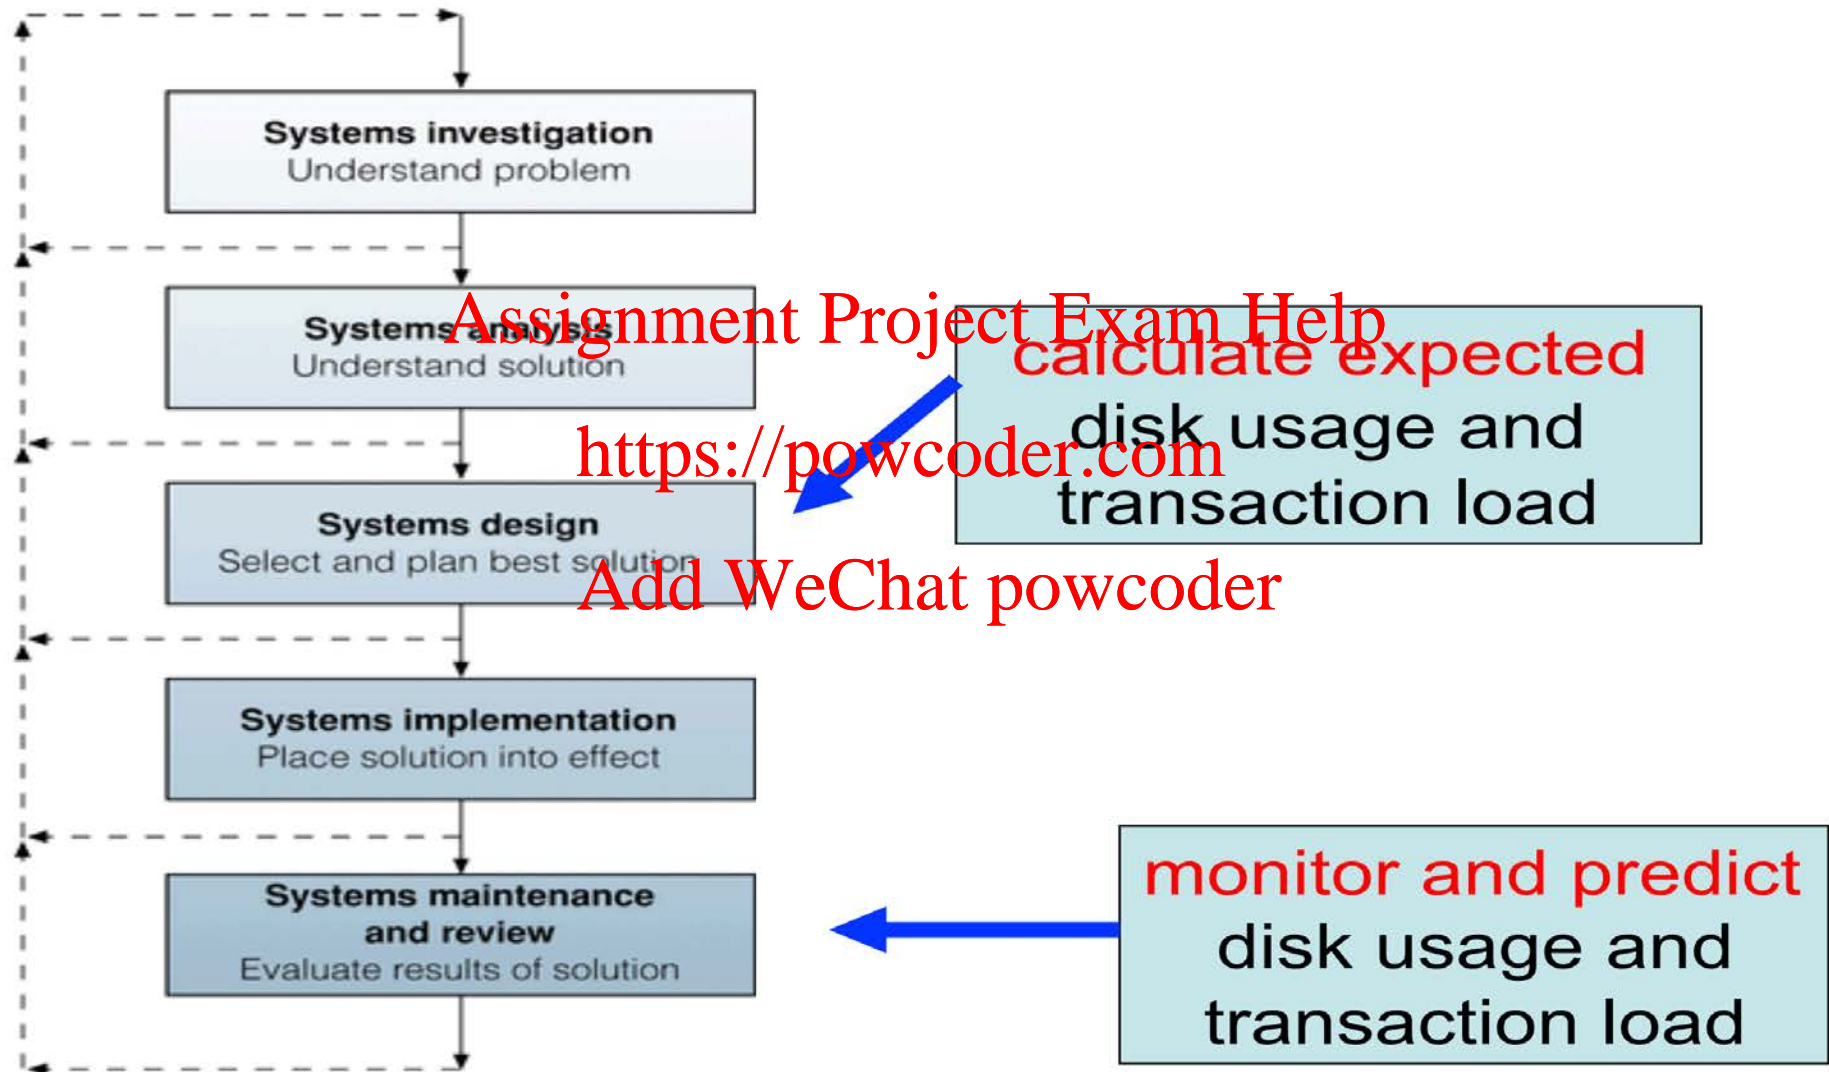 Systems investigation
Understand problem
Systems analysis
Understand solution
Assignment Project Exam Help
calculate expected
disk usage and
transaction load
https://powcoder.com
Systems design
Select and plan best solution
Add WeChat powcoder
Systems implementation
Place solution into effect
Systems maintenance
and review
Evaluate results of solution
monitor and predict
disk usage and
transaction load